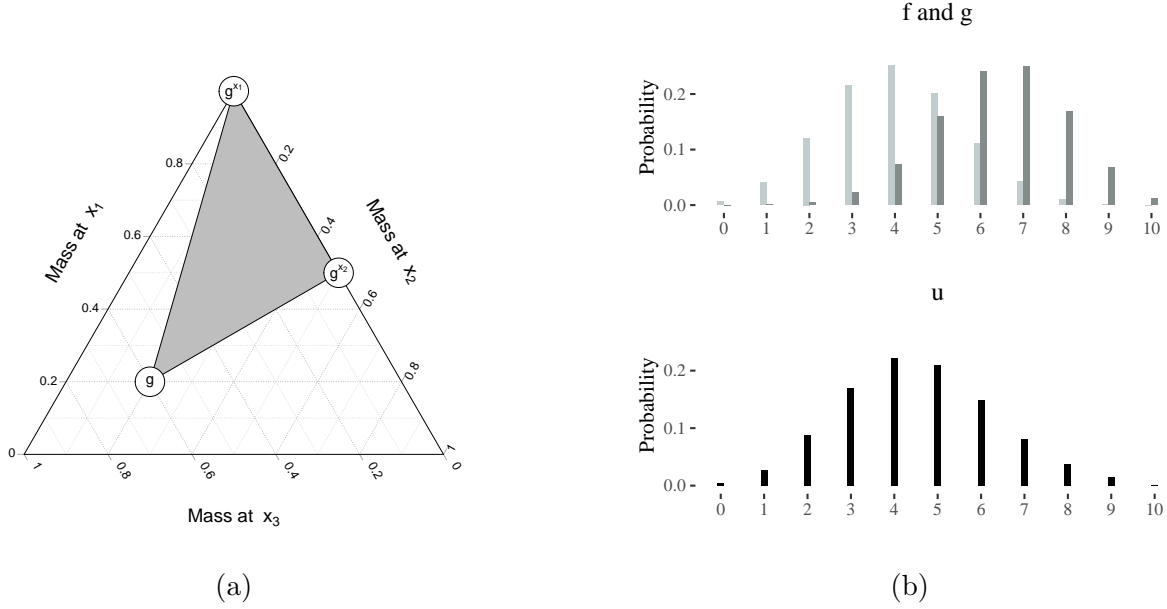 g^{x_1}
g^{x_2}
g
0
0.2
0.4
0.6
0.8
Mass at x_1
0.2
0.4
0.6
0.8
1
Mass at x_2
1
0.8
0.6
0.4
0.2
0
Mass at x_3
(a)
f and g
Probability
0.2
0.1
0.0
0 1 2 3 4 5 6 7 8 9 10
u
Probability
0.2
0.1
0.0
0 1 2 3 4 5 6 7 8 9 10
(b)